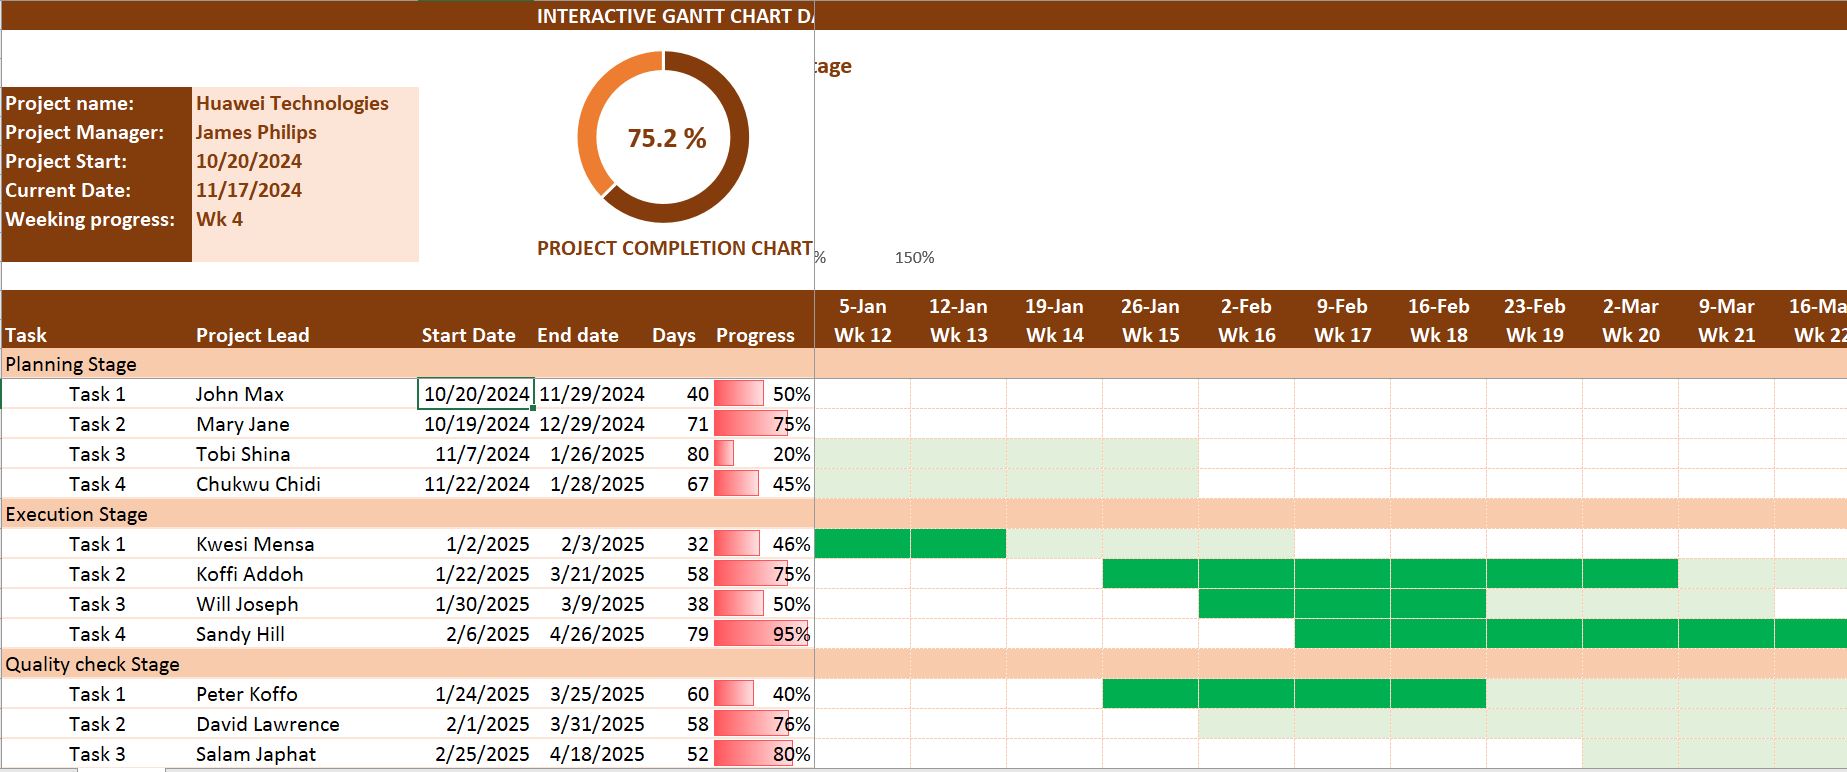 INTERACTIVE GANTT CHART
tage
Project name: Huawei Technologies
Project Manager: James Philips
Project Start: 10/20/2024
Current Date: 11/17/2024
Weeking progress: Wk 4
75.2 %
PROJECT COMPLETION CHART
% 150%
5-Jan 12-Jan 19-Jan 26-Jan 2-Feb 9-Feb 16-Feb 23-Feb 2-Mar 9-Mar 16-Ma
Task Project Lead Start Date End date Days Progress Wk 12 Wk 13 Wk 14 Wk 15 Wk 16 Wk 17 Wk 18 Wk 19 Wk 20 Wk 21 Wk 22
Planning Stage
Task 1 John Max 10/20/2024 11/29/2024 40 50%
Task 2 Mary Jane 10/19/2024 12/29/2024 71 75%
Task 3 Tobi Shina 11/7/2024 1/26/2025 80 20%
Task 4 Chukwu Chidi 11/22/2024 1/28/2025 67 45%
Execution Stage
Task 1 Kwesi Mensa 1/2/2025 2/3/2025 32 46%
Task 2 Koffi Addoh 1/22/2025 3/21/2025 58 75%
Task 3 Will Joseph 1/30/2025 3/9/2025 38 50%
Task 4 Sandy Hill 2/6/2025 4/26/2025 79 95%
Quality check Stage
Task 1 Peter Koffo 1/24/2025 3/25/2025 60 40%
Task 2 David Lawrence 2/1/2025 3/31/2025 58 76%
Task 3 Salam Japhat 2/25/2025 4/18/2025 52 80%